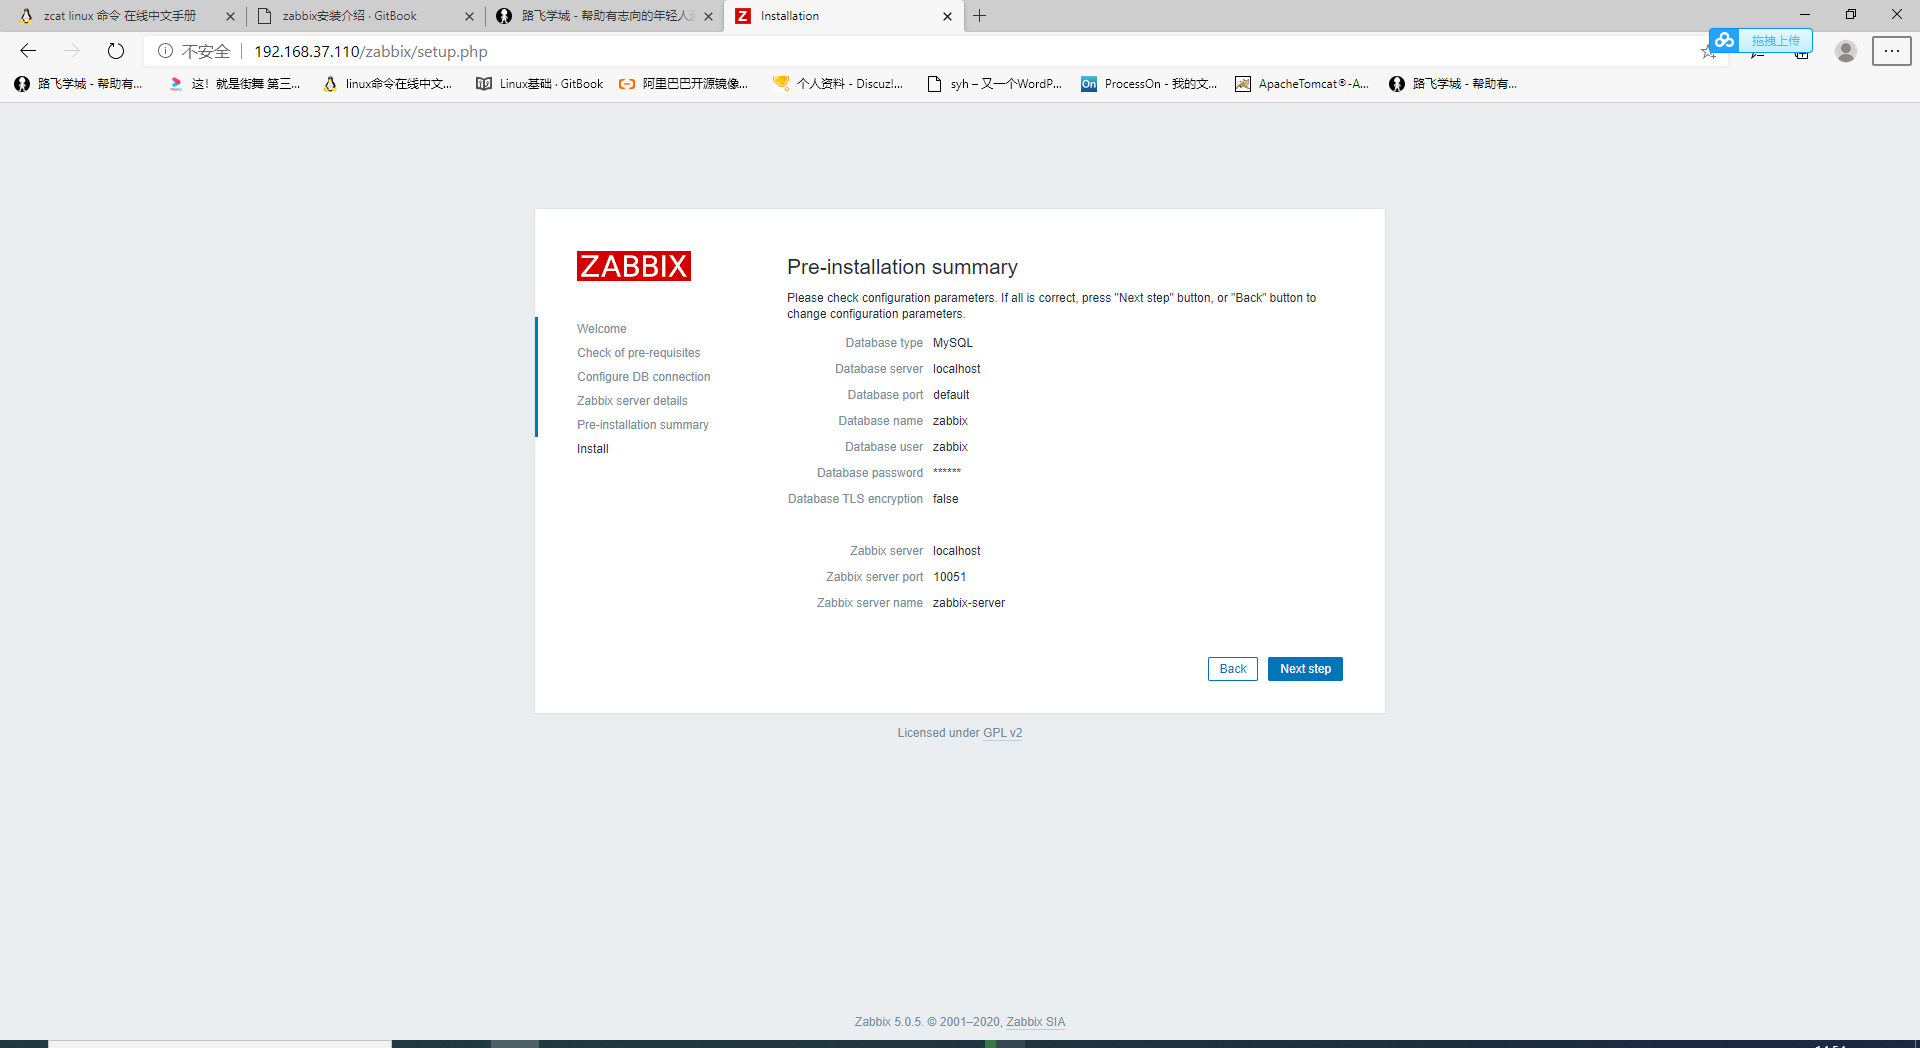 zcat linux 命令 在线中文手册
zabbix安装介绍 · GitBook
路飞学城 - 帮助有志向的年轻人
Installation
不安全
192.168.37.110/zabbix/setup.php
拖拽上传
路飞学城 - 帮助有...
这！就是街舞 第三...
linux命令在线中文...
Linux基础 · GitBook
阿里巴巴开源镜像...
个人资料 - Discuz!...
syh – 又一个WordP...
On
ProcessOn - 我的文...
ApacheTomcat®-A...
路飞学城 - 帮助有...
ZABBIX
Welcome
Check of pre-requisites
Configure DB connection
Zabbix server details
Pre-installation summary
Install
Pre-installation summary
Please check configuration parameters. If all is correct, press "Next step" button, or "Back" button to
change configuration parameters.
Database type MySQL
Database server localhost
Database port default
Database name zabbix
Database user zabbix
Database password ******
Database TLS encryption false
Zabbix server localhost
Zabbix server port 10051
Zabbix server name zabbix-server
Back
Next step
Licensed under GPL v2
Zabbix 5.0.5. © 2001–2020, Zabbix SIA